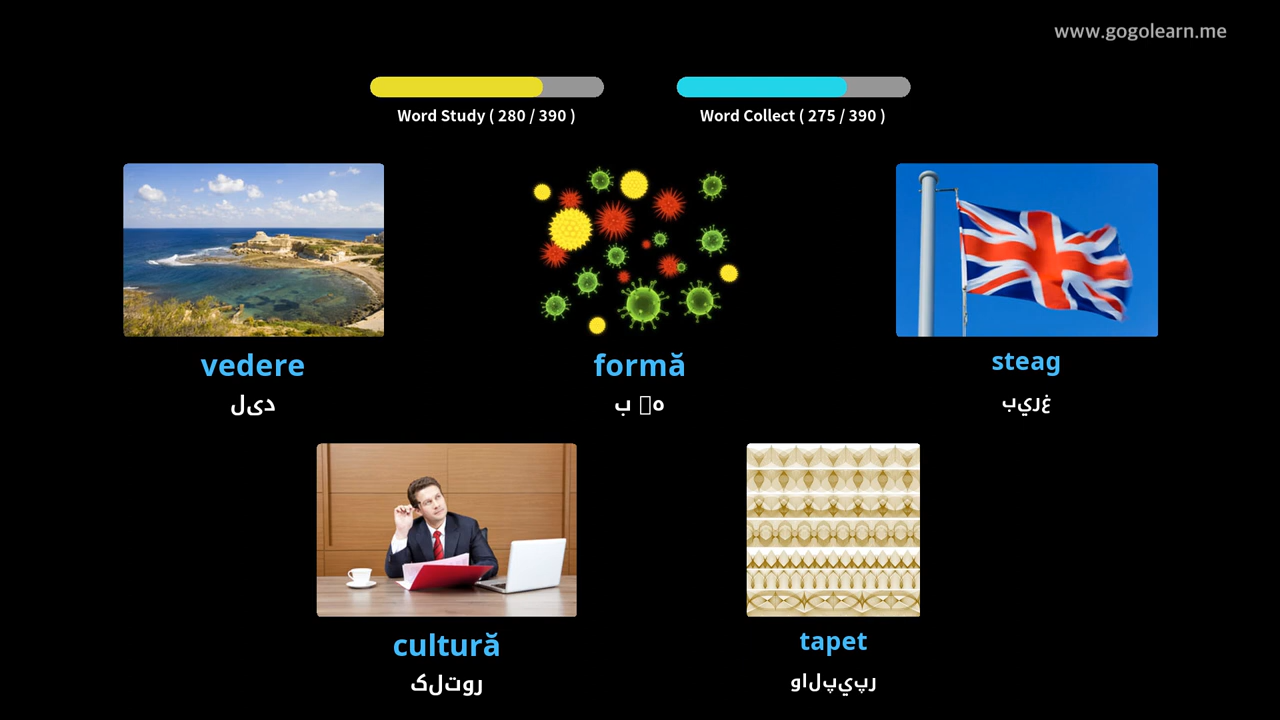 www.gogolearn.me
Word Study ( 280 / 390 )
Word Collect ( 275 / 390 )
vedere
formă
steag
دیل
غريب
cultură
tapet
روتلک
رپيپلاو